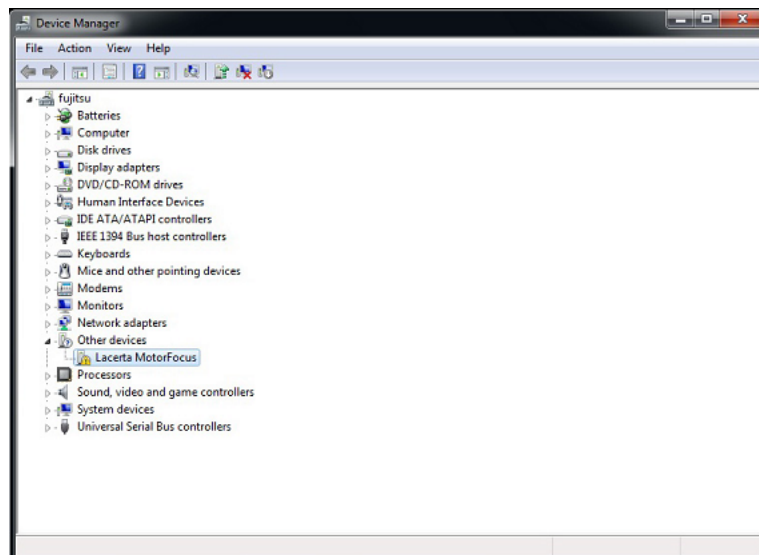 Device Manager
File Action View Help
fujitsu
Batteries
Computer
Disk drives
Display adapters
DVD/CD-ROM drives
Human Interface Devices
IDE ATA/ATAPI controllers
IEEE 1394 Bus host controllers
Keyboards
Mice and other pointing devices
Modems
Monitors
Network adapters
Other devices
Lacerta MotorFocus
Processors
Sound, video and game controllers
System devices
Universal Serial Bus controllers